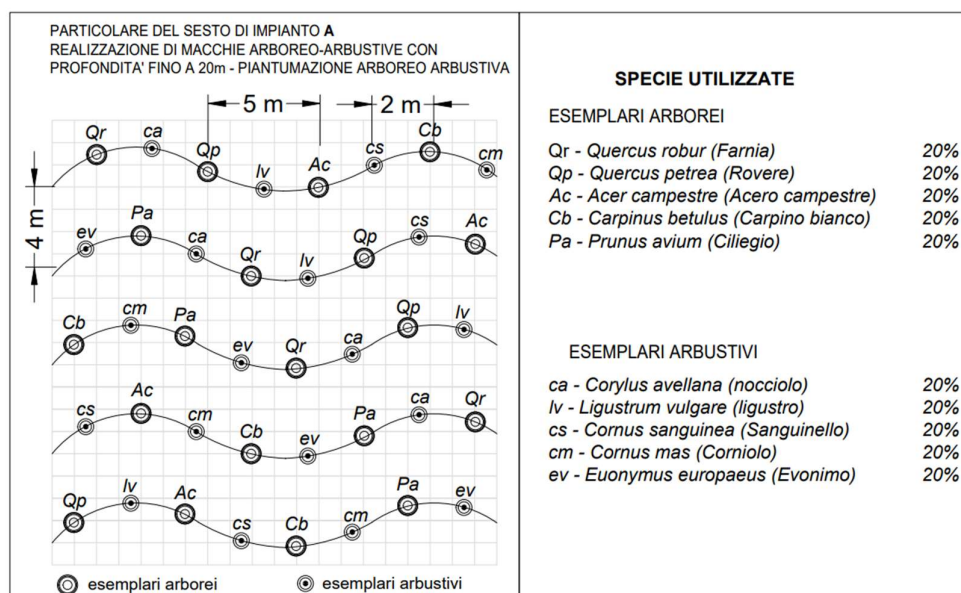 PARTICOLARE DEL SESTO DI IMPIANTO A
REALIZZAZIONE DI MACCHIE ARBOREO-ARBUSTIVE CON
PROFONDITA' FINO A 20m - PIANTUMAZIONE ARBOREO ARBUSTIVA
5 m
2 m
4 m
Qr ca Qp lv Ac cs Cb cm
ev Pa ca Qr lv Qp cs Ac
Cb cm Pa ev Qr ca Qp lv
cs Ac cm Cb ev Pa ca Qr
Qp lv Ac cs Cb cm Pa ev
esemplari arborei
esemplari arbustivi
SPECIE UTILIZZATE
ESEMPLARI ARBOREI
Qr - Quercus robur (Farnia) 20%
Qp - Quercus petrea (Rovere) 20%
Ac - Acer campestre (Acero campestre) 20%
Cb - Carpinus betulus (Carpino bianco) 20%
Pa - Prunus avium (Ciliegio) 20%
ESEMPLARI ARBUSTIVI
ca - Corylus avellana (nocciolo) 20%
lv - Ligustrum vulgare (ligustro) 20%
cs - Cornus sanguinea (Sanguinello) 20%
cm - Cornus mas (Corniolo) 20%
ev - Euonymus europaeus (Evonimo) 20%